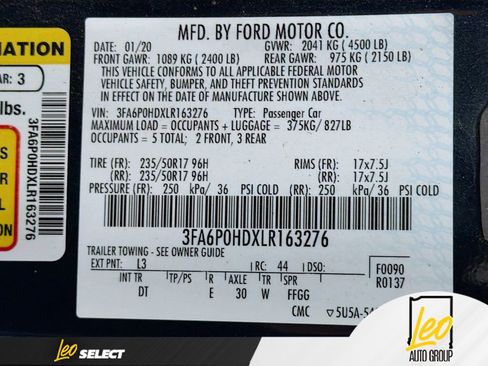 MFD. BY FORD MOTOR CO.
DATE: 01/20 GVWR: 2041 KG (4500 LB)
FRONT GAWR: 1089 KG (2400 LB) REAR GAWR: 975 KG (2150 LB)
THIS VEHICLE CONFORMS TO ALL APPLICABLE FEDERAL MOTOR
VEHICLE SAFETY, BUMPER, AND THEFT PREVENTION STANDARDS
IN EFFECT ON THE DATE OF MANUFACTURE SHOWN ABOVE.
VIN: 3FA6P0HDXLR163276 TYPE: Passenger Car
MAXIMUM LOAD = OCCUPANTS + LUGGAGE = 375KG/ 827LB
OCCUPANTS = 5 TOTAL; 2 FRONT, 3 REAR
TIRE (FR): 235/50R17 96H RIMS (FR): 17x7.5J
(RR): 235/50R17 96H (RR): 17x7.5J
PRESSURE (FR): 250 kPa/ 36 PSI COLD (RR): 250 kPa/ 36 PSI COLD
3FA6P0HDXLR163276
TRAILER TOWING - SEE OWNER GUIDE
EXT PNT: L3 RC: 44 DSO: F0090
R0137
INT TR TP/PS R AXLE TR SPR
DT E 30 W FFGG
CMC ▽5U5A-54
MATION
AR: 3
lbs.
3FA6P0HDXLR163276
Leo SELECT
Leo
AUTO GROUP